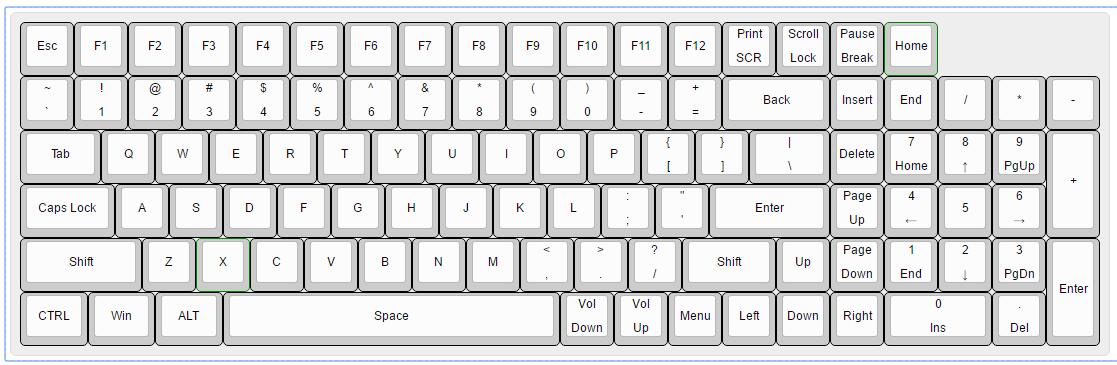 Esc F1 F2 F3 F4 F5 F6 F7 F8 F9 F10 F11 F12 Print SCR Scroll Lock Pause Break Home
~ ` ! 1 @ 2 # 3 $ 4 % 5 ^ 6 & 7 * 8 ( 9 ) 0 _ - + = Back Insert End / * -
Tab Q W E R T Y U I O P { [ } ] | \ Delete 7 Home 8 ↑ 9 PgUp +
Caps Lock A S D F G H J K L : ; " ' Enter Page Up 4 ← 5 6 →
Shift Z X C V B N M < , > . ? / Shift Up Page Down 1 End 2 ↓ 3 PgDn Enter
CTRL Win ALT Space Vol Down Vol Up Menu Left Down Right 0 Ins . Del